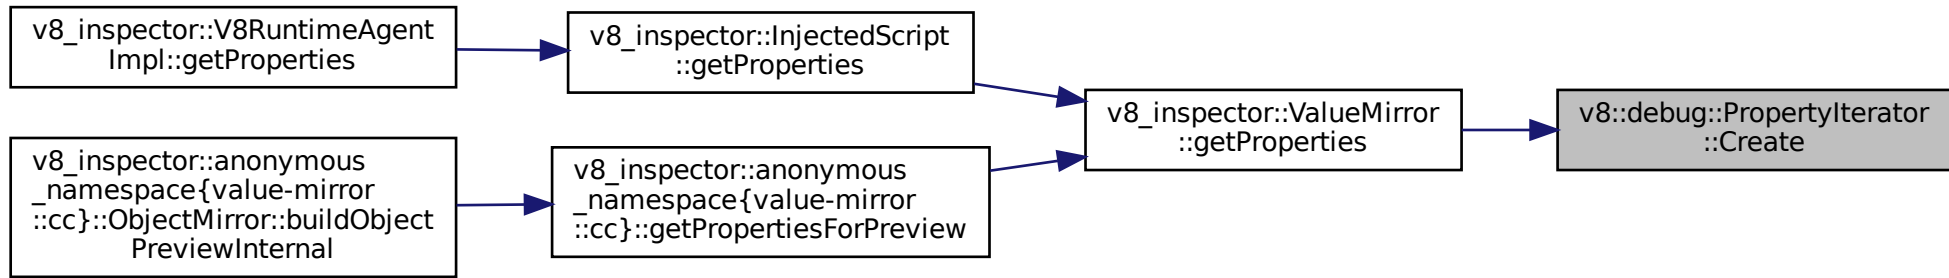 v8_inspector::V8RuntimeAgent
Impl::getProperties
v8_inspector::InjectedScript
::getProperties
v8_inspector::ValueMirror
::getProperties
v8::debug::PropertyIterator
::Create
v8_inspector::anonymous
_namespace{value-mirror
::cc}::ObjectMirror::buildObject
PreviewInternal
v8_inspector::anonymous
_namespace{value-mirror
::cc}::getPropertiesForPreview